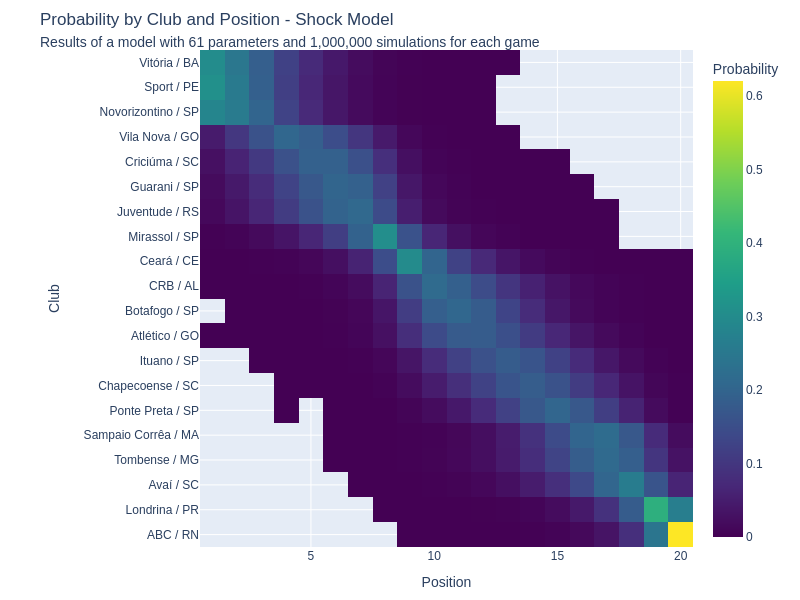 Probability by Club and Position - Shock Model
Results of a model with 61 parameters and 1,000,000 simulations for each game
Probability
Vitória / BA
Sport / PE
Novorizontino / SP
Vila Nova / GO
Criciúma / SC
Guarani / SP
Juventude / RS
Mirassol / SP
Ceará / CE
CRB / AL
Botafogo / SP
Atlético / GO
Ituano / SP
Chapecoense / SC
Ponte Preta / SP
Sampaio Corrêa / MA
Tombense / MG
Avaí / SC
Londrina / PR
ABC / RN
Club
5
10
15
20
Position
0.6
0.5
0.4
0.3
0.2
0.1
0